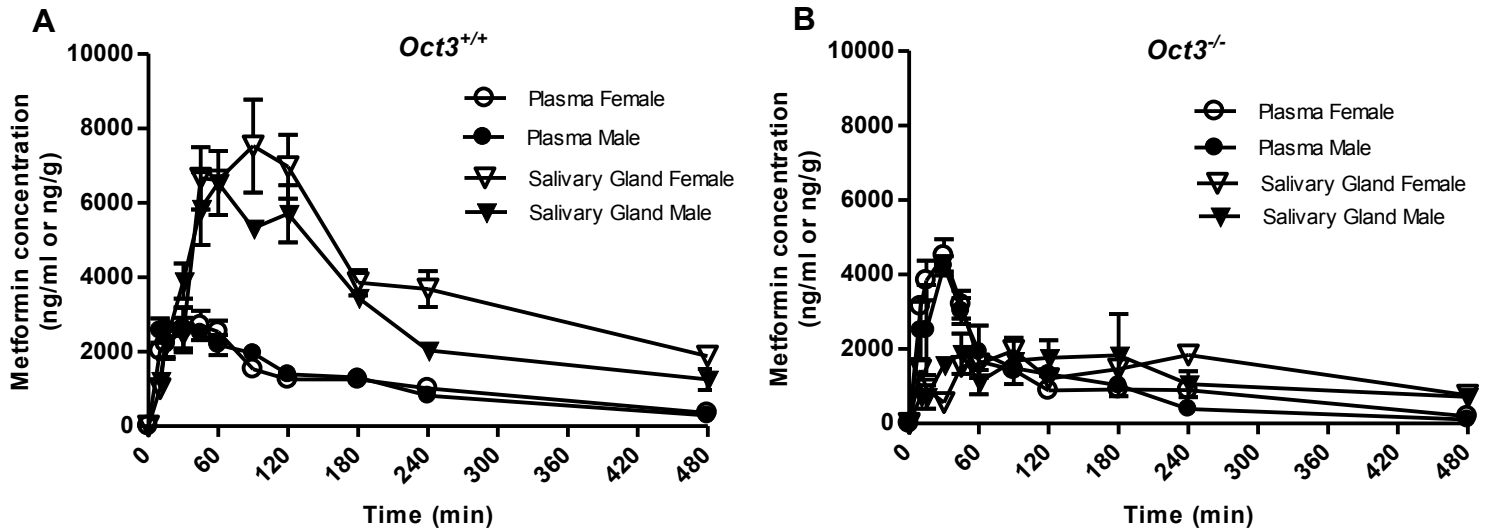 A
Oct3+/+
Metformin concentration
(ng/ml or ng/g)
10000
8000
6000
4000
2000
0
Plasma Female
Plasma Male
Salivary Gland Female
Salivary Gland Male
0
60
120
180
240
300
360
420
480
Time (min)
B
Oct3-/-
Metformin concentration
(ng/ml or ng/g)
10000
8000
6000
4000
2000
0
Plasma Female
Plasma Male
Salivary Gland Female
Salivary Gland Male
0
60
120
180
240
300
360
420
480
Time (min)